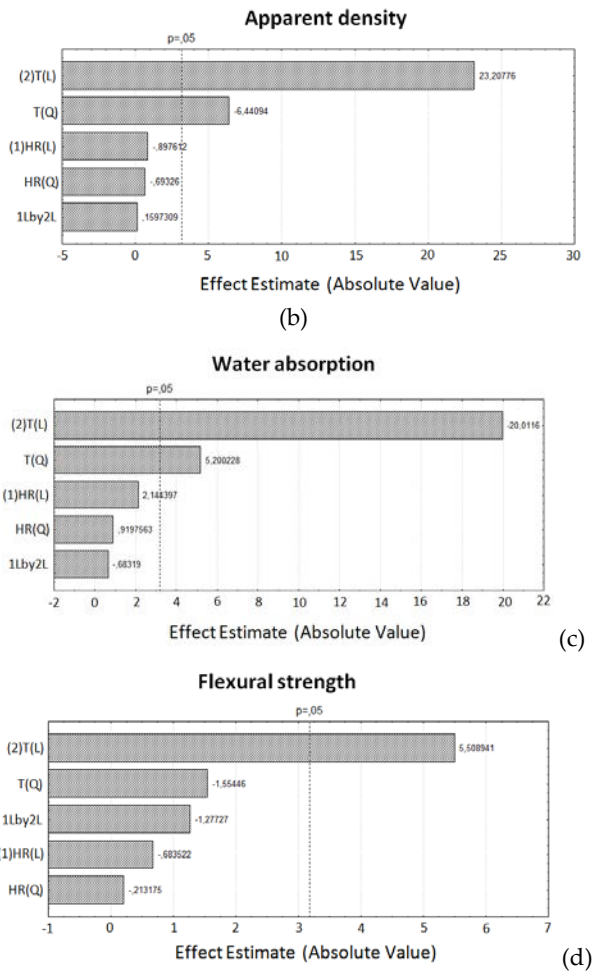 Apparent density
p=,05
(2)T(L) 23,20776
T(Q) -6,44094
(1)HR(L) -,897612
HR(Q) -,69326
1Lby2L ,1597309
-5 0 5 10 15 20 25 30
Effect Estimate (Absolute Value)
(b)
Water absorption
p=,05
(2)T(L) -20,0116
T(Q) 5,200228
(1)HR(L) 2,144397
HR(Q) ,9197563
1Lby2L -,68319
-2 0 2 4 6 8 10 12 14 16 18 20 22
Effect Estimate (Absolute Value)
(c)
Flexural strength
p=,05
(2)T(L) 5,508941
T(Q) -1,55446
1Lby2L -1,27727
1)HR(L) -,683522
HR(Q) -,213175
-1 0 1 2 3 4 5 6 7
Effect Estimate (Absolute Value)
(d)